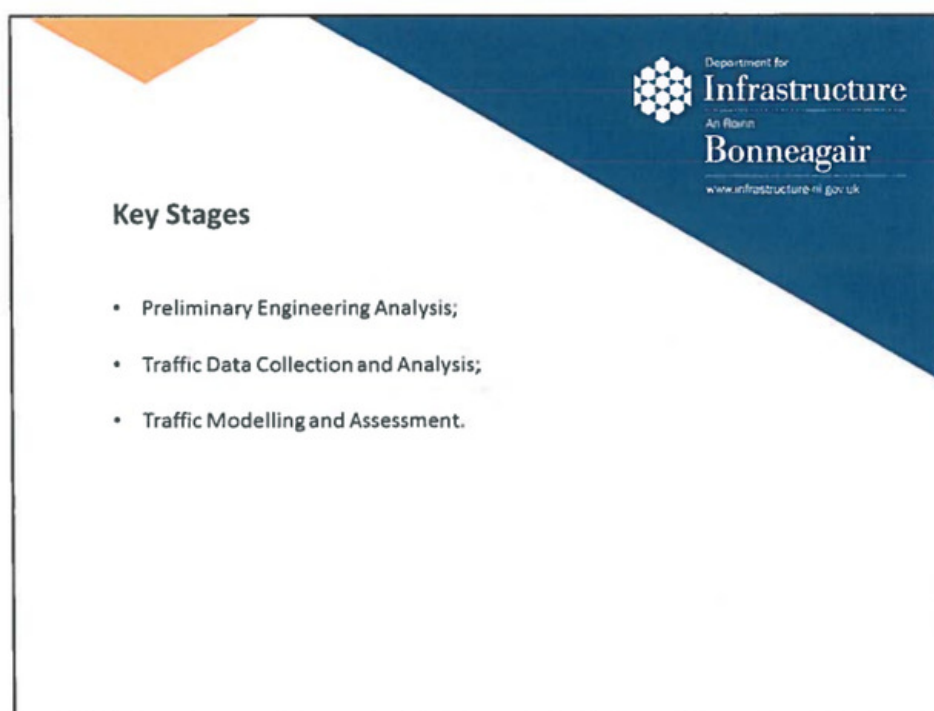 Department for
Infrastructure
An Roinn
Bonneagair
www.infrastructure-ni.gov.uk
Key Stages
• Preliminary Engineering Analysis;
• Traffic Data Collection and Analysis;
• Traffic Modelling and Assessment.